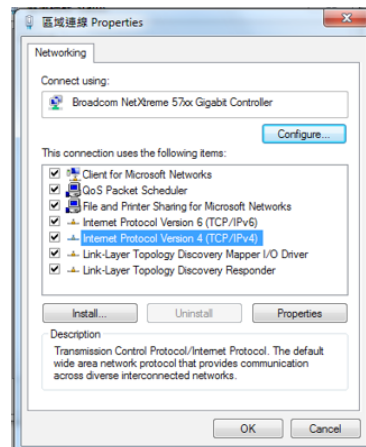 區域連線 Properties
Networking
Connect using:
Broadcom NetXtreme 57xx Gigabit Controller
Configure...
This connection uses the following items:
Client for Microsoft Networks
QoS Packet Scheduler
File and Printer Sharing for Microsoft Networks
Internet Protocol Version 6 (TCP/IPv6)
Internet Protocol Version 4 (TCP/IPv4)
Link-Layer Topology Discovery Mapper I/O Driver
Link-Layer Topology Discovery Responder
Install...
Uninstall
Properties
Description
Transmission Control Protocol/Internet Protocol. The default
wide area network protocol that provides communication
across diverse interconnected networks.
OK
Cancel